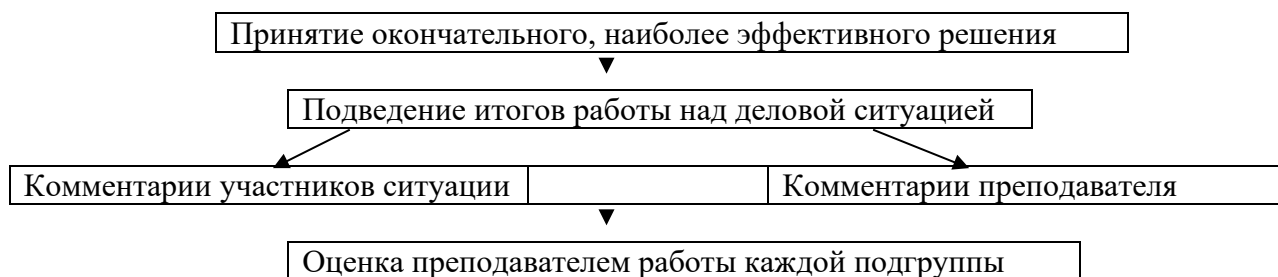 Принятие окончательного, наиболее эффективного решения
Подведение итогов работы над деловой ситуацией
Комментарии участников ситуации
Комментарии преподавателя
Оценка преподавателем работы каждой подгруппы